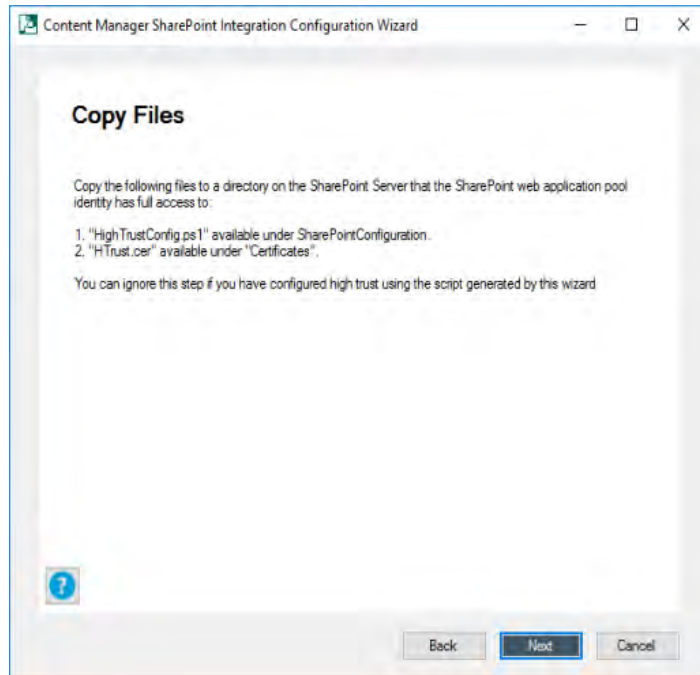 Content Manager SharePoint Integration Configuration Wizard
Copy Files
Copy the following files to a directory on the SharePoint Server that the SharePoint web application pool
identity has full access to:
1. "HighTrustConfig.ps1" available under SharePointConfiguration.
2. "HTrust.cer" available under "Certificates".
You can ignore this step if you have configured high trust using the script generated by this wizard
?
Back Next Cancel